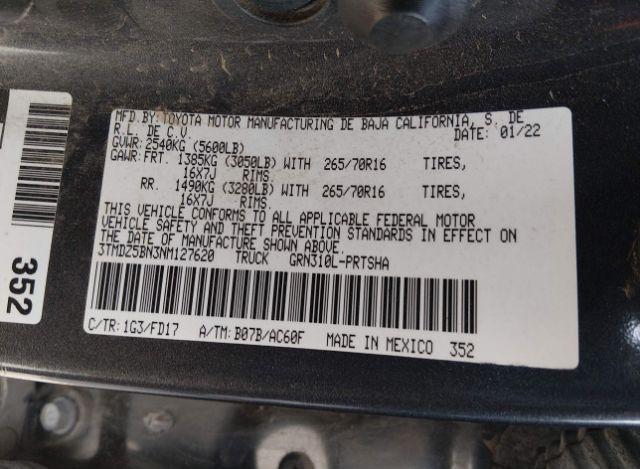 MFD.BY:TOYOTA MOTOR MANUFACTURING DE BAJA CALIFORNIA, S. DE
R.L. DE C.V. DATE: 01/22
GVWR:2540KG (5600LB)
GAWR:FRT. 1385KG (3050LB) WITH 265/70R16 TIRES,
16X7J RIMS.
RR. 1490KG (3280LB) WITH 265/70R16 TIRES,
16X7J RIMS.
THIS VEHICLE CONFORMS TO ALL APPLICABLE FEDERAL MOTOR
VEHICLE SAFETY AND THEFT PREVENTION STANDARDS IN EFFECT ON
THE DATE OF MANUFACTURE SHOWN ABOVE.
3TMDZ5BN3NM127620 TRUCK GRN310L-PRTSHA
C/TR:1G3/FD17 A/TM:B07B/AC60F MADE IN MEXICO 352
352